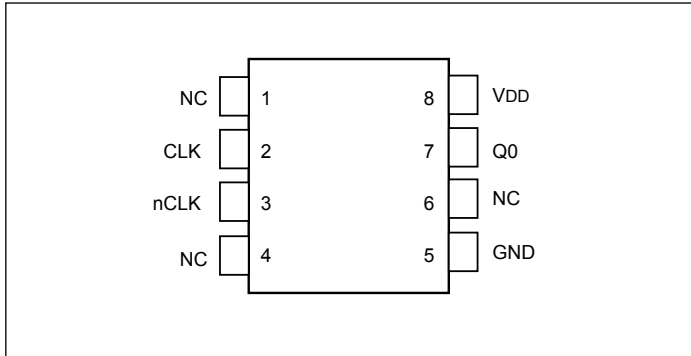 NC 1 8 VDD
CLK 2 7 Q0
nCLK 3 6 NC
NC 4 5 GND